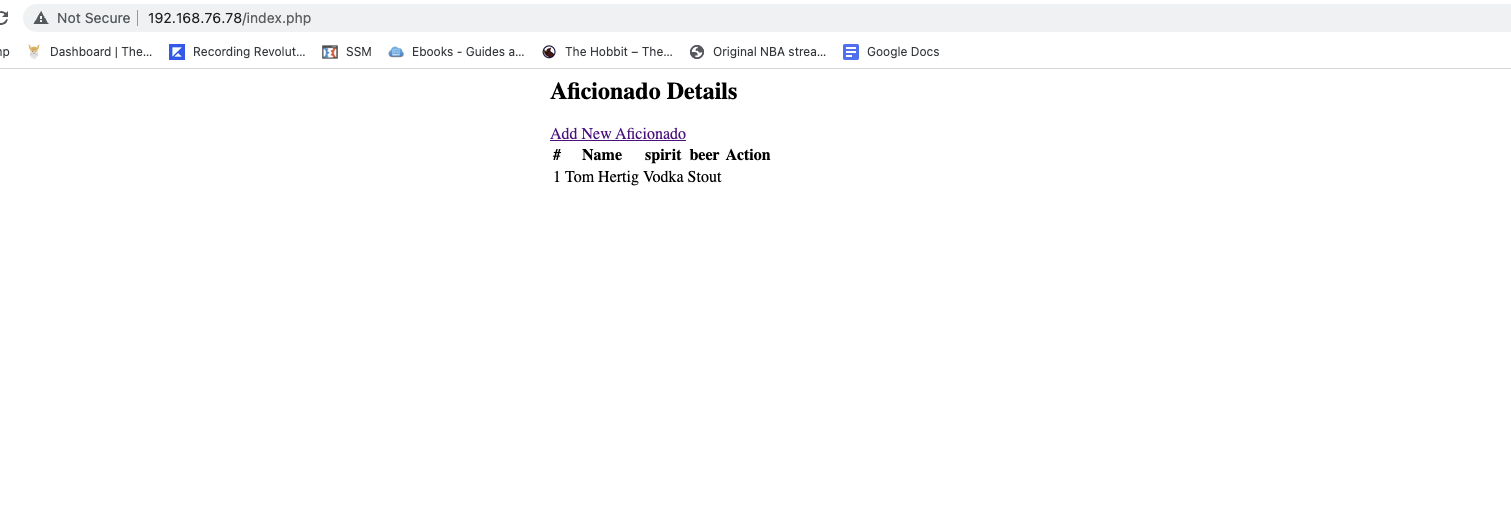 Not Secure 192.168.76.78/index.php
Dashboard | The... Recording Revolut... SSM Ebooks - Guides a... The Hobbit – The... Original NBA strea... Google Docs
Aficionado Details
Add New Aficionado
# Name spirit beer Action
1 Tom Hertig Vodka Stout